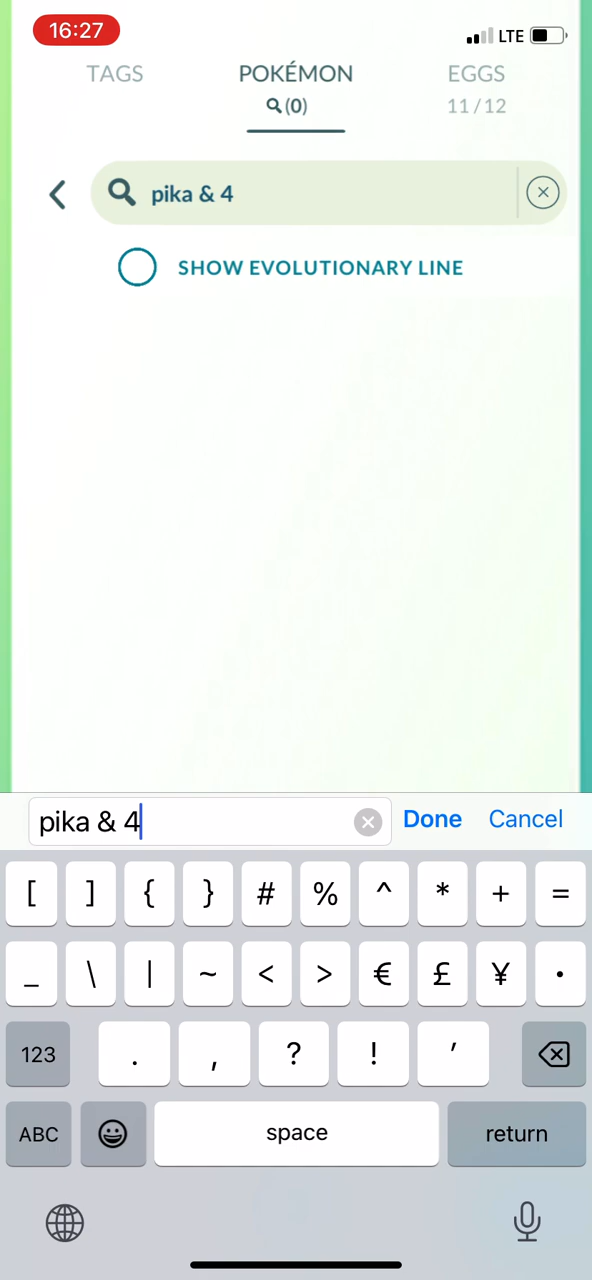 16:27
LTE
TAGS
POKÉMON
EGGS
(0)
11/12
pika & 4
SHOW EVOLUTIONARY LINE
pika & 4
Done
Cancel
[ ] { } # % ^ * + =
_ \ | ~ < > € £ ¥ •
123 . , ? ! ′
ABC
space
return